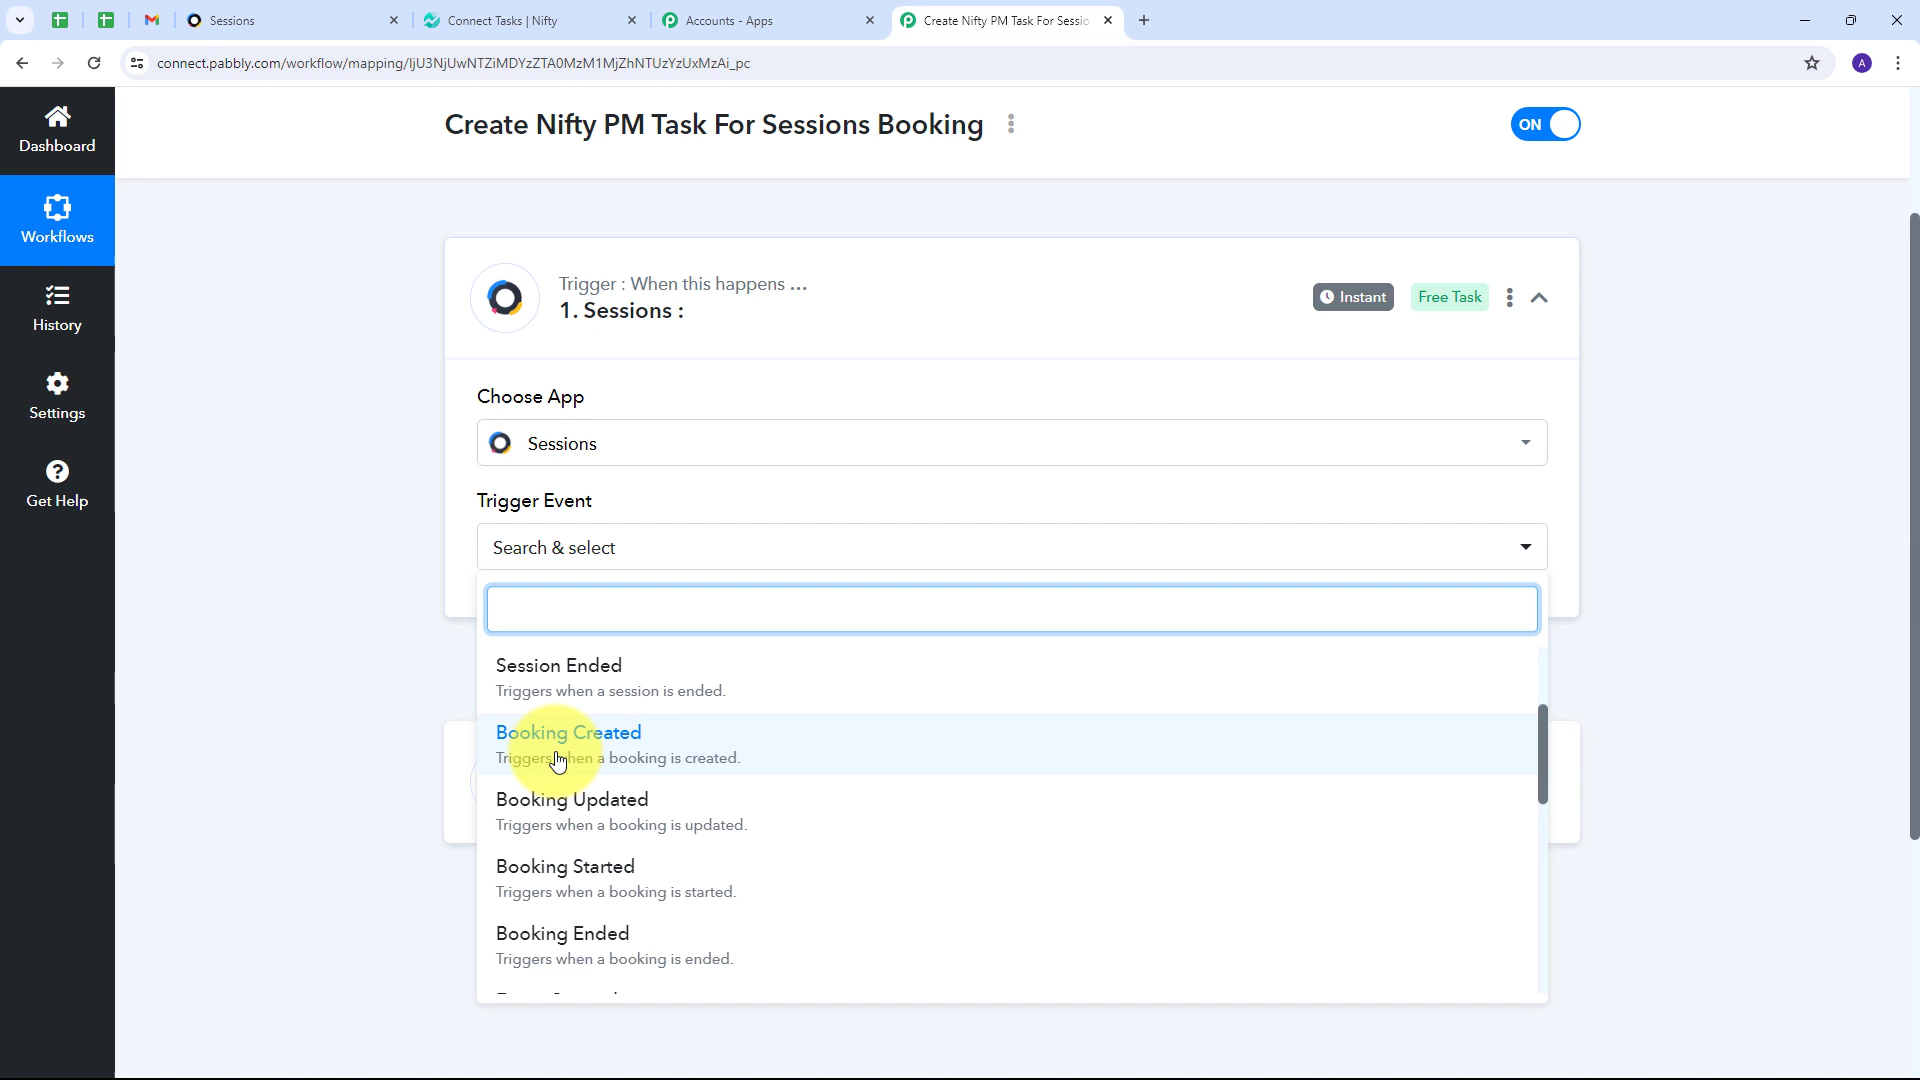 Sessions
Connect Tasks | Nifty
Accounts - Apps
Create Nifty PM Task For Sessio
connect.pabbly.com/workflow/mapping/IjU3NjUwNTZiMDYzZTA0MzM1MjZhNTUzYzUxMzAi_pc
A
Dashboard
Workflows
History
Settings
Get Help
Create Nifty PM Task For Sessions Booking
ON
Trigger : When this happens ...
1. Sessions :
Instant
Free Task
Choose App
Sessions
Trigger Event
Search & select
Session Ended
Triggers when a session is ended.
Booking Created
Triggers when a booking is created.
Booking Updated
Triggers when a booking is updated.
Booking Started
Triggers when a booking is started.
Booking Ended
Triggers when a booking is ended.